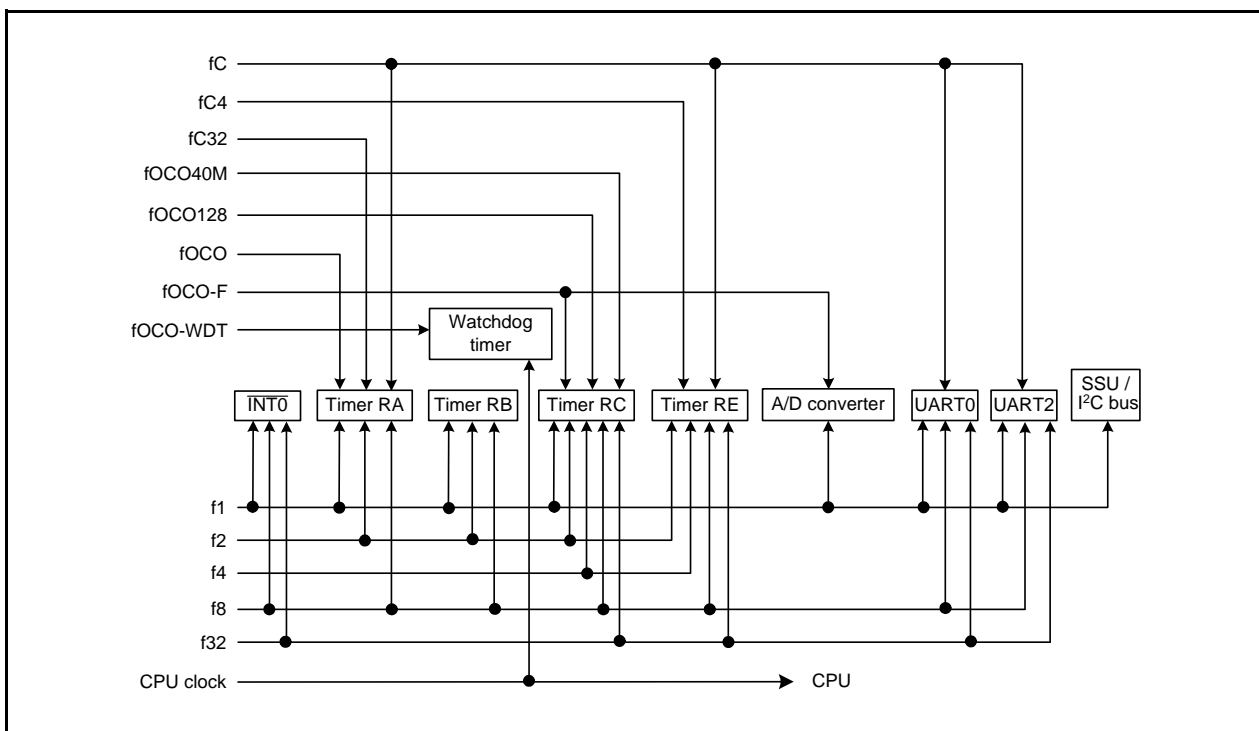 fC
fC4
fC32
fOCO40M
fOCO128
fOCO
fOCO-F
fOCO-WDT
Watchdog
timer
INT0
Timer RA
Timer RB
Timer RC
Timer RE
A/D converter
UART0
UART2
SSU /
I²C bus
f1
f2
f4
f8
f32
CPU clock
CPU